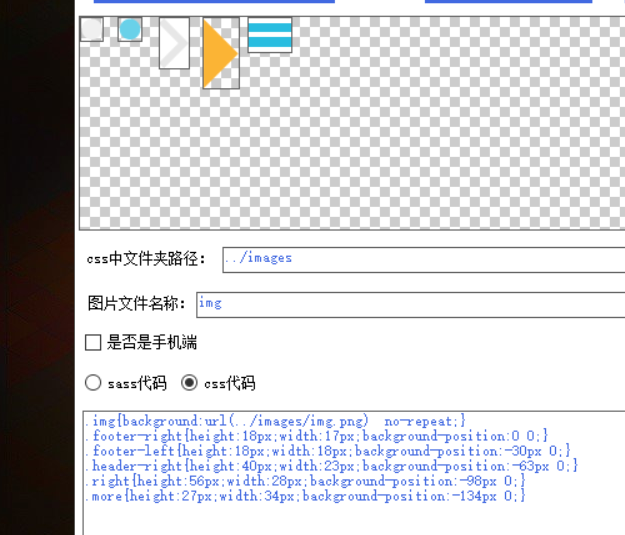 css中文件夹路径： ../images
图片文件名称： img
是否是手机端
sass代码 css代码
.img{background:url(../images/img.png) no-repeat;}
.footer-right{height:18px;width:17px;background-position:0 0;}
.footer-left{height:18px;width:18px;background-position:-30px 0;}
.header-right{height:40px;width:23px;background-position:-63px 0;}
.right{height:56px;width:28px;background-position:-98px 0;}
.more{height:27px;width:34px;background-position:-134px 0;}